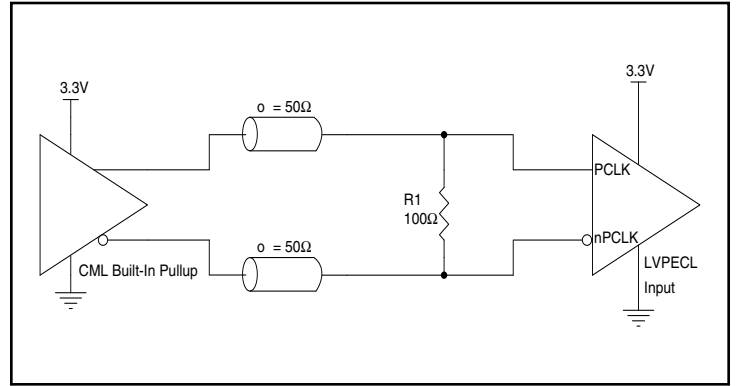 3.3V
3.3V
o = 50Ω
PCLK
R1
100Ω
o = 50Ω
nPCLK
CML Built-In Pullup
LVPECL
Input